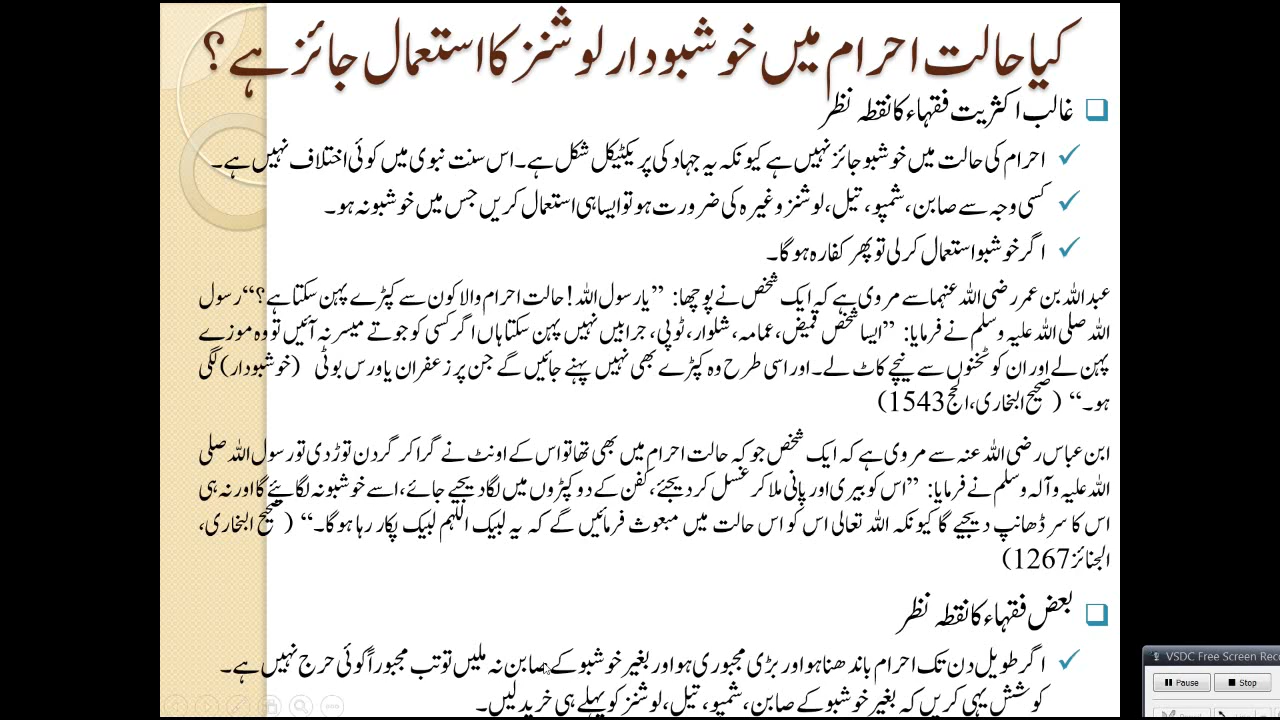 کیا حالت احرام میں خوشبودار لوشنز کا استعمال جائز ہے؟
غالب اکثریت فقہاء کا نقطہ نظر
احرام کی حالت میں خوشبو جائز نہیں ہے کیونکہ یہ جہاد کی پریکٹیکل شکل ہے۔ اس سنت نبوی میں کوئی اختلاف نہیں ہے۔
کسی وجہ سے صابن، شمپو، تیل، لوشنز وغیرہ کی ضرورت ہو تو ایسا ہی استعمال کریں جس میں خوشبو نہ ہو۔
اگر خوشبو استعمال کر لی تو پھر کفارہ ہو گا۔
عبداللہ بن عمر رضی اللہ عنہما سے مروی ہے کہ ایک شخص نے پوچھا: ”یا رسول اللہ! حالت احرام والا کون سے کپڑے پہن سکتا ہے؟“ رسول
اللہ صلی اللہ علیہ وسلم نے فرمایا: ”ایسا شخص قمیض، عمامہ، شلوار، ٹوپی، جرابیں نہیں پہن سکتا ہاں اگر کسی کو جوتے میسر نہ آئیں تو وہ موزے
پہن لے اور ان کو ٹخنوں سے نیچے کاٹ لے۔ اور اسی طرح وہ کپڑے بھی نہیں پہنے جائیں گے جن پر زعفران یا ورس بوٹی (خوشبودار) لگی
ہو۔“ (صحیح البخاری، الحج 1543)
ابن عباس رضی اللہ عنہ سے مروی ہے کہ ایک شخص جو کہ حالت احرام میں بھی تھا تو اس کے اونٹ نے گرا کر گردن توڑ دی تو رسول اللہ صلی
اللہ علیہ وآلہ وسلم نے فرمایا: ”اس کو بیری اور پانی ملا کر غسل کر دیجیئے، کفن کے دو کپڑوں میں لگا دیجیے جائے، اسے خوشبو نہ لگائیے گا اور نہ ہی
اس کا سر ڈھانپ دیجیے گا کیونکہ اللہ تعالی اس کو اس حالت میں مبعوث فرمائیں گے کہ یہ لبیک اللہم لبیک پکار رہا ہو گا۔“ (صحیح البخاری،
الجنائز 1267)
بعض فقہاء کا نقطہ نظر
اگر طویل دن تک احرام باندھنا ہو اور بڑی مجبوری ہو اور بغیر خوشبو کے صابن نہ ملیں تو تب مجبوراً کوئی حرج نہیں ہے۔
کوشش یہی کریں کہ بغیر خوشبو کے صابن، شمپو، تیل، لوشنز کو پہلے ہی خرید لیں۔
VSDC Free Screen Rec
Pause Stop